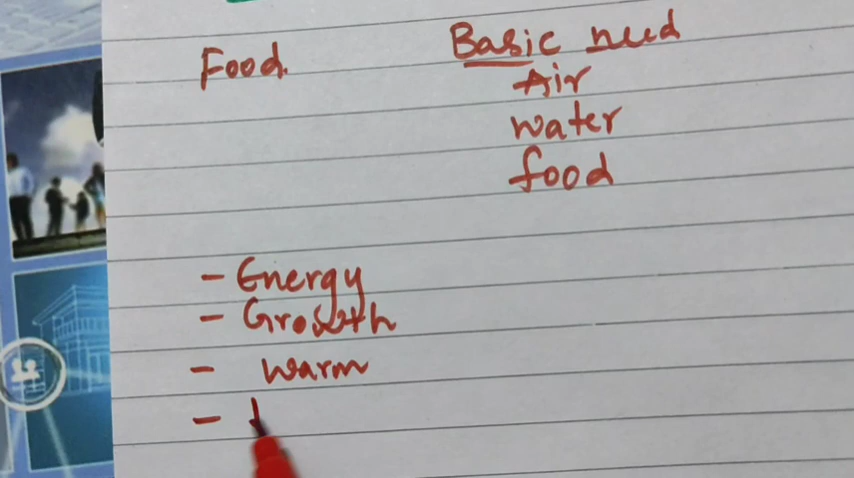 Food.
Basic need
Air
water
food
- Energy
- Growth
- Warm
-